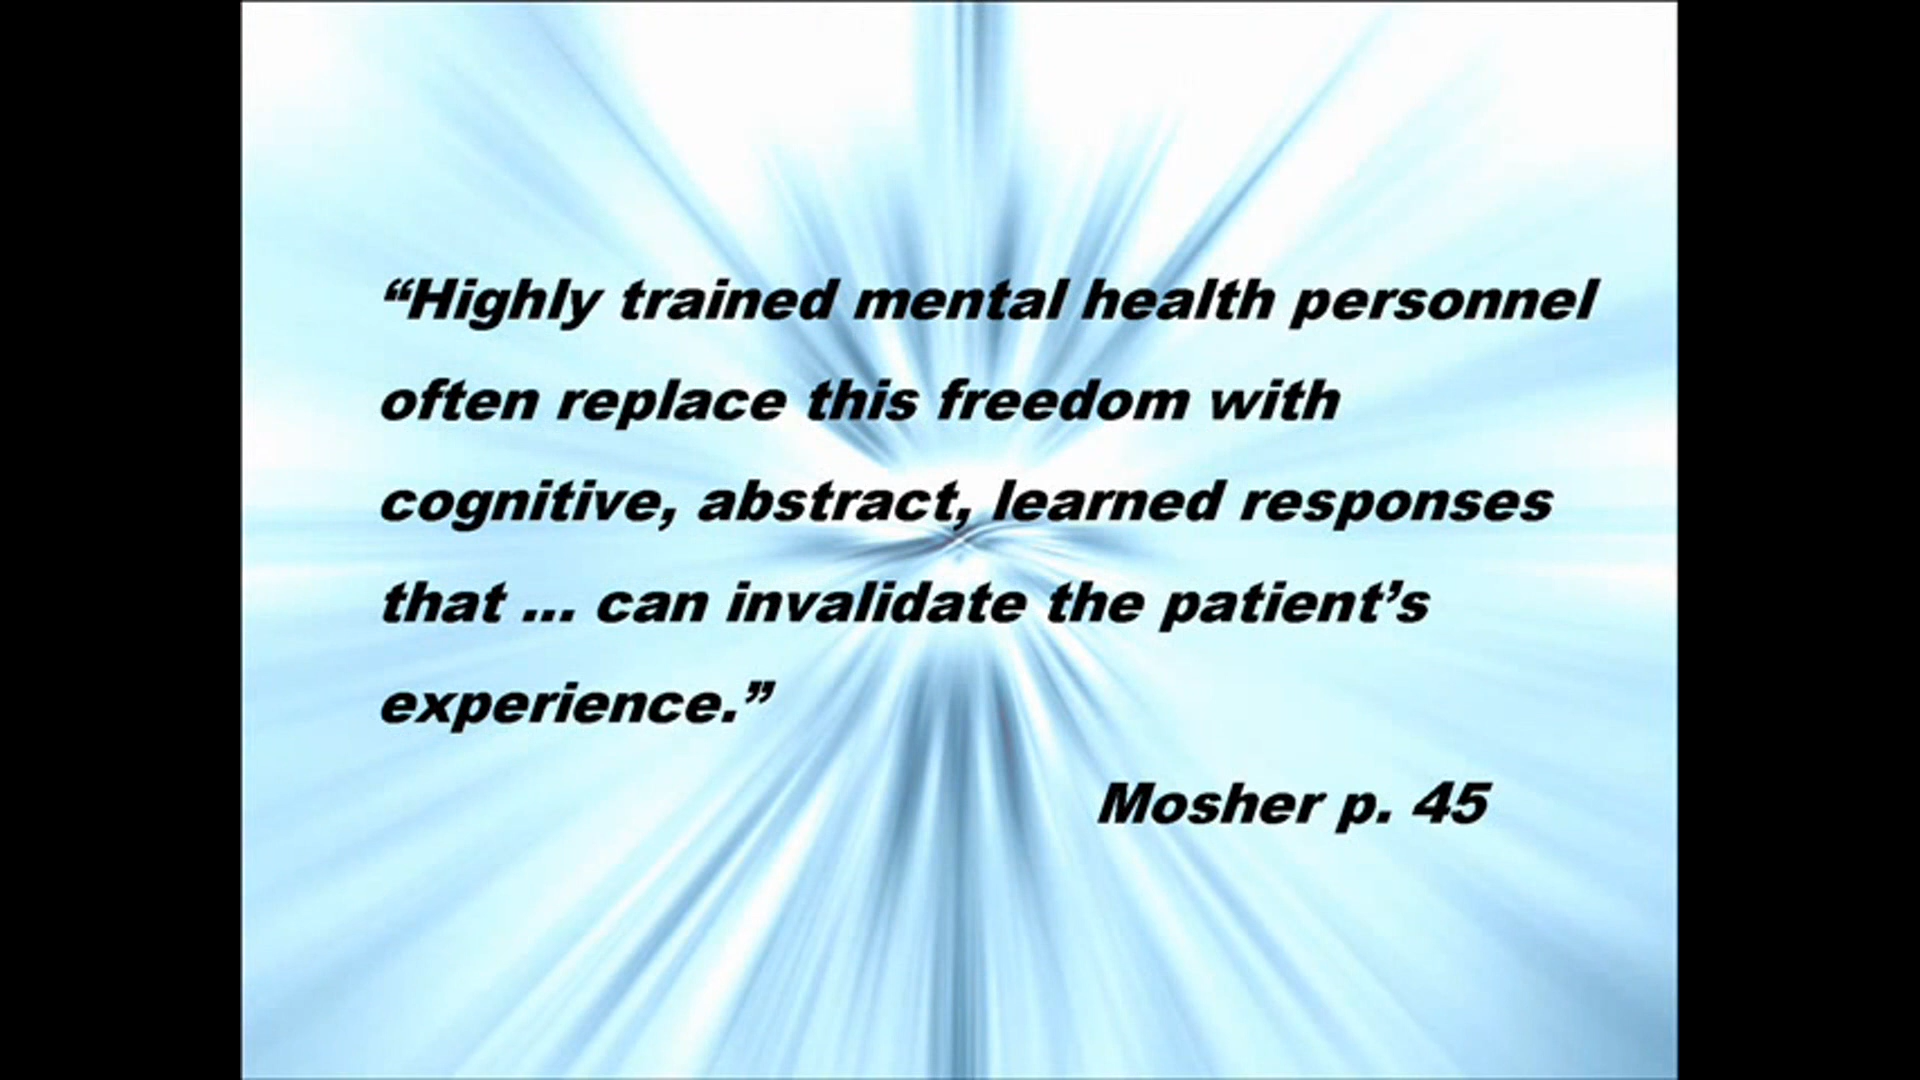 “Highly trained mental health personnel
often replace this freedom with
cognitive, abstract, learned responses
that ... can invalidate the patient’s
experience.”
Mosher p. 45